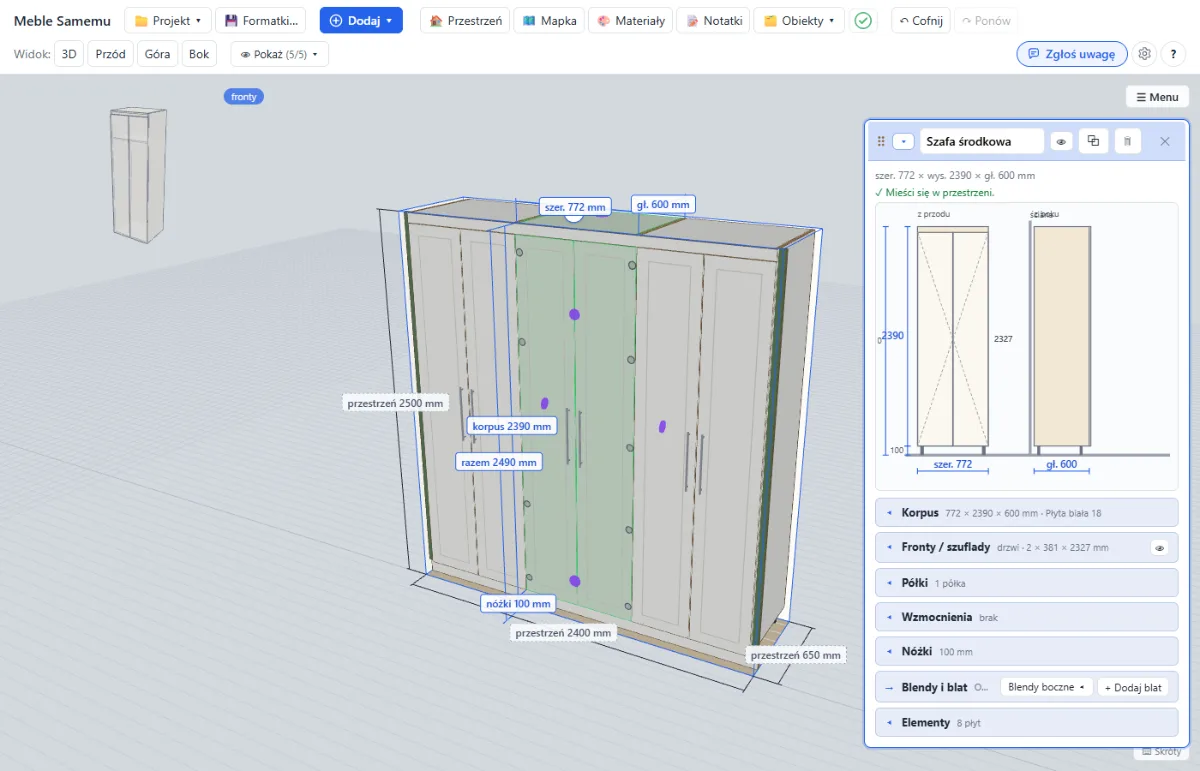 Meble Samemu
Projekt
Formatki...
Dodaj
Przestrzeń
Mapka
Materiały
Notatki
Obiekty
Cofnij
Ponów
Widok:
3D
Przód
Góra
Bok
Pokaż (5/5)
Zgłoś uwagę
?
fronty
Menu
Szafa środkowa
szer. 772 × wys. 2390 × gł. 600 mm
✓ Mieści się w przestrzeni.
z przodu
z boku
2390
0
2327
100
szer. 772
gł. 600
szer. 772 mm
gł. 600 mm
przestrzeń 2500 mm
korpus 2390 mm
razem 2490 mm
nóżki 100 mm
przestrzeń 2400 mm
przestrzeń 650 mm
Korpus 772 × 2390 × 600 mm · Płyta biała 18
Fronty / szuflady drzwi · 2 × 381 × 2327 mm
Półki 1 półka
Wzmocnienia brak
Nóżki 100 mm
Blendy i blat O... Blendy boczne + Dodaj blat
Elementy 8 płyt
Skróty